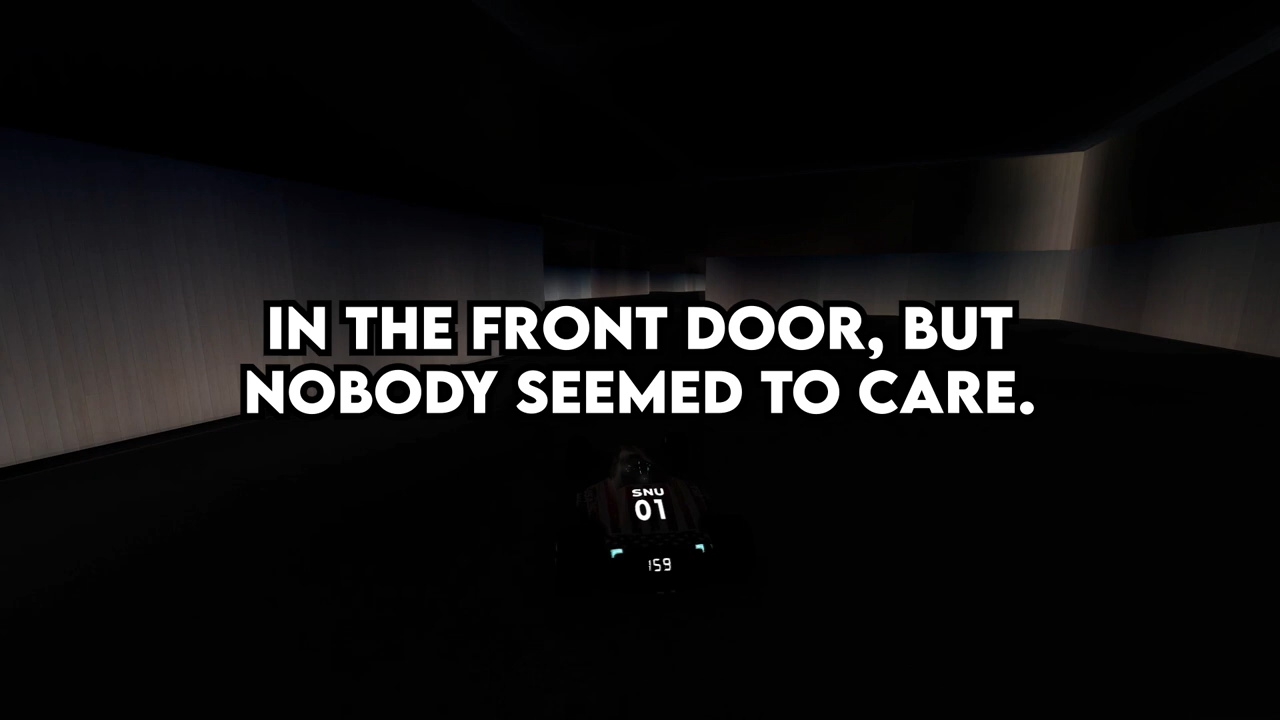 IN THE FRONT DOOR, BUT
NOBODY SEEMED TO CARE.
SNU
01
159